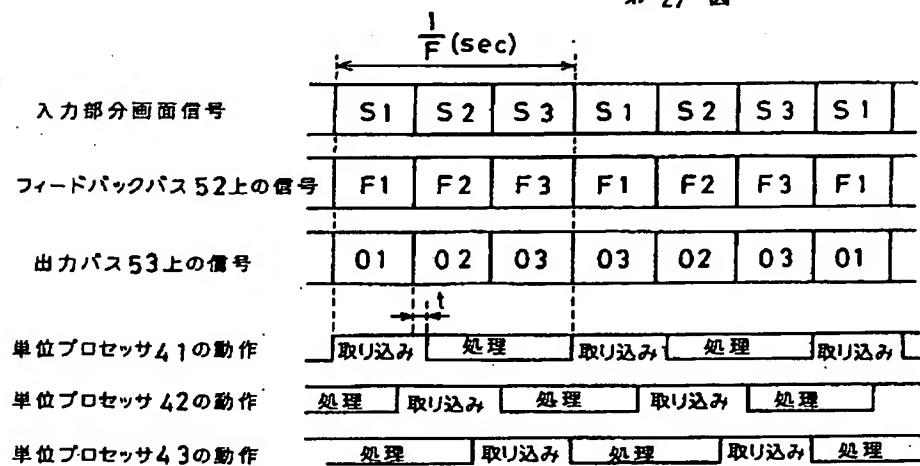 第27図
1/F (sec)
入力部分画面信号 S1 S2 S3 S1 S2 S3 S1
フィードバックバス52上の信号 F1 F2 F3 F1 F2 F3 F1
出力バス53上の信号 01 02 03 03 02 03 01
t
単位プロセッサ41の動作 取り込み 処理 取り込み 処理 取り込み
単位プロセッサ42の動作 処理 取り込み 処理 取り込み 処理
単位プロセッサ43の動作 処理 取り込み 処理 取り込み 処理